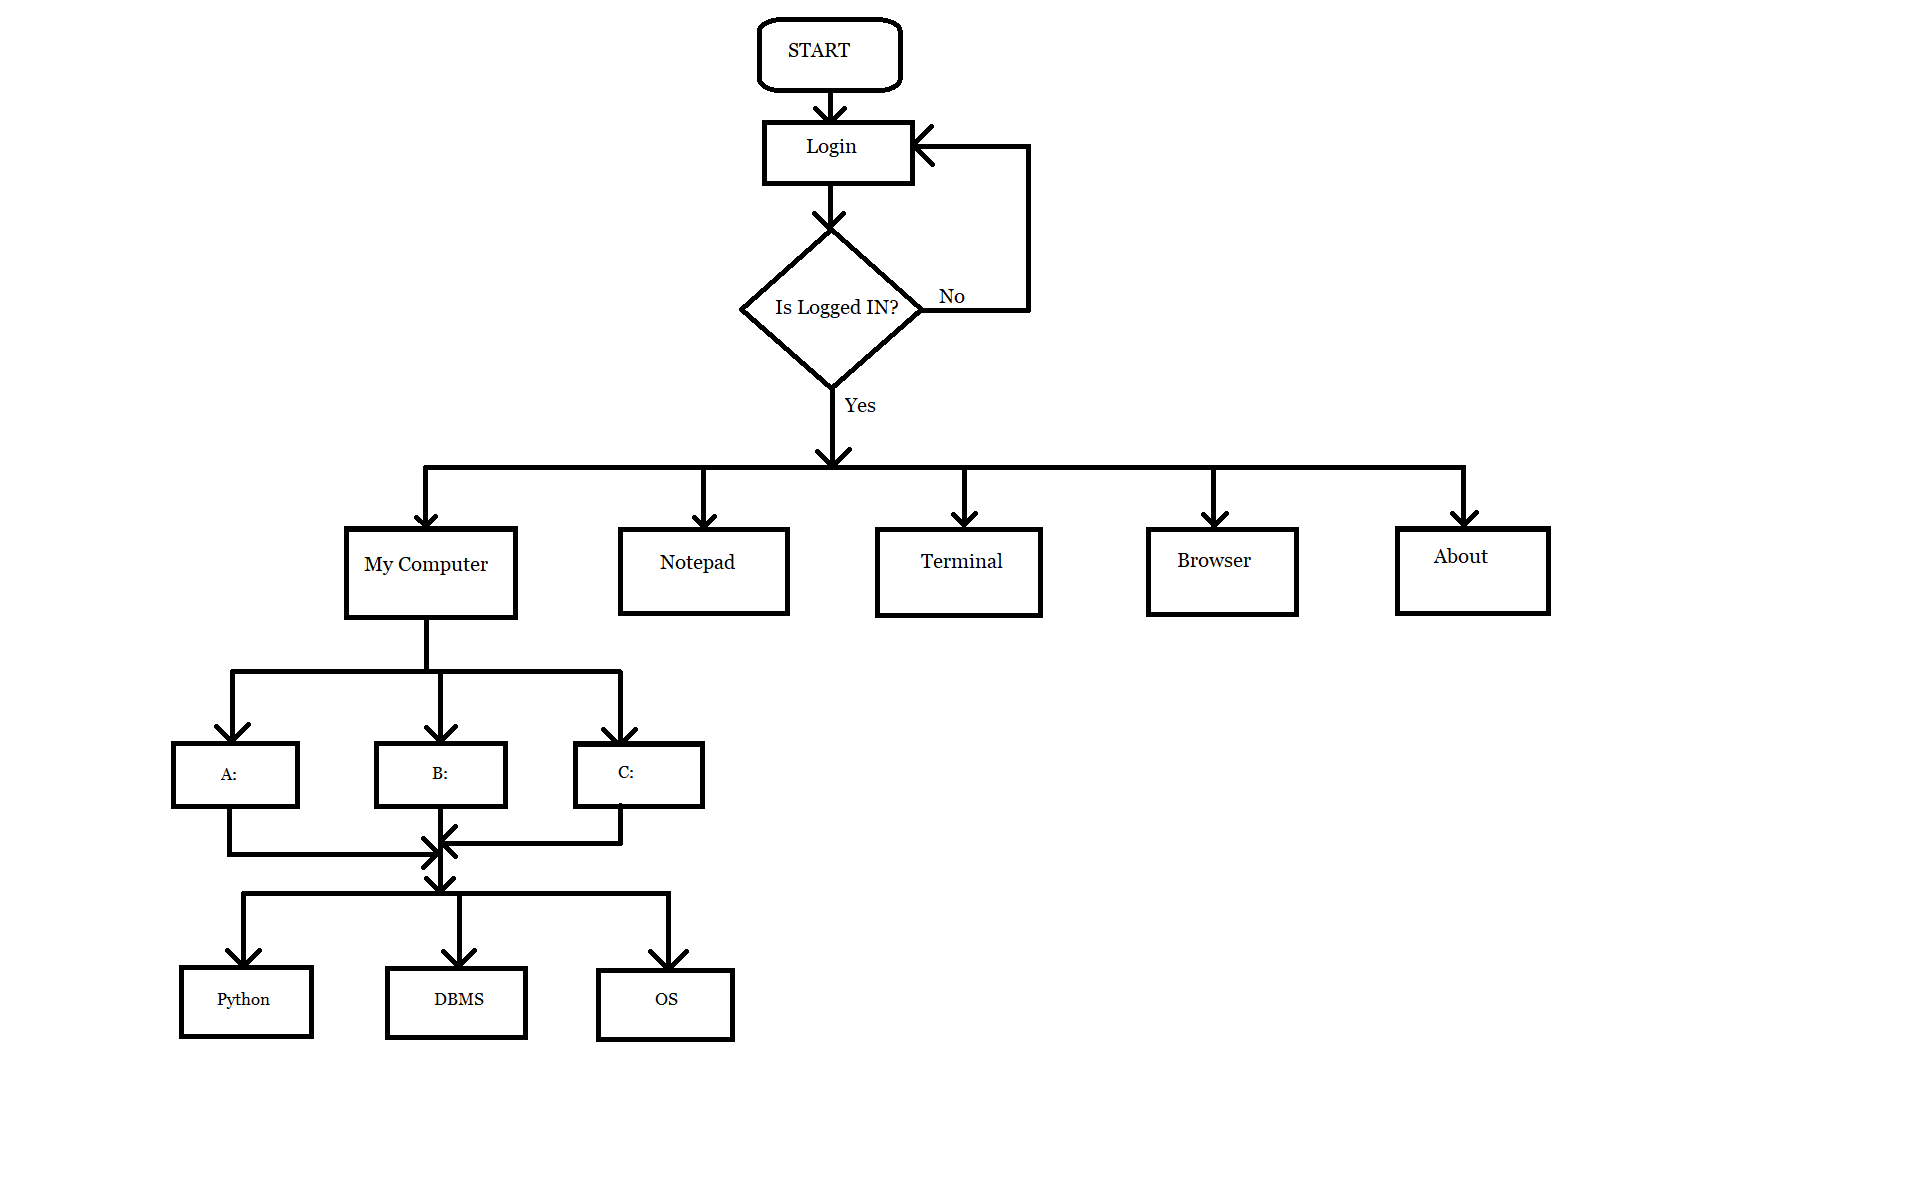 START
Login
Is Logged IN?
No
Yes
My Computer
Notepad
Terminal
Browser
About
A:
B:
C:
Python
DBMS
OS